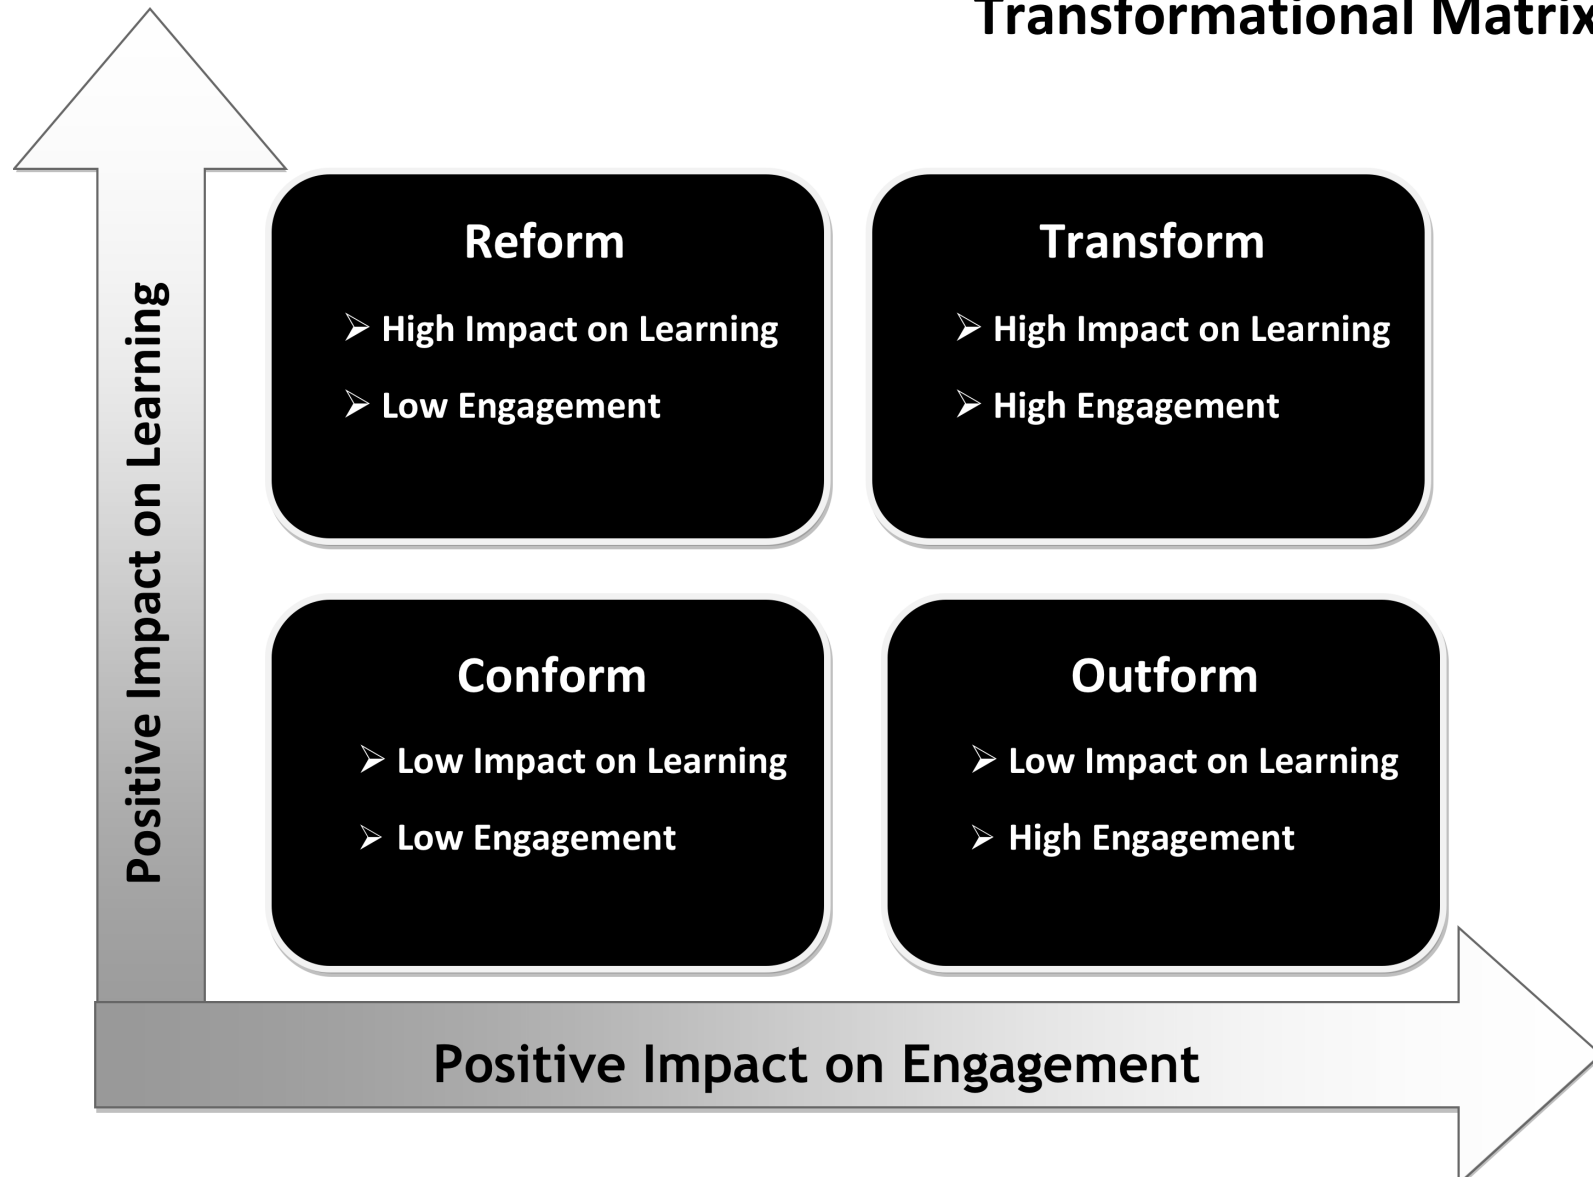 Transformational Matrix
Positive Impact on Learning
Reform
➢ High Impact on Learning
➢ Low Engagement
Transform
➢ High Impact on Learning
➢ High Engagement
Conform
➢ Low Impact on Learning
➢ Low Engagement
Outform
➢ Low Impact on Learning
➢ High Engagement
Positive Impact on Engagement